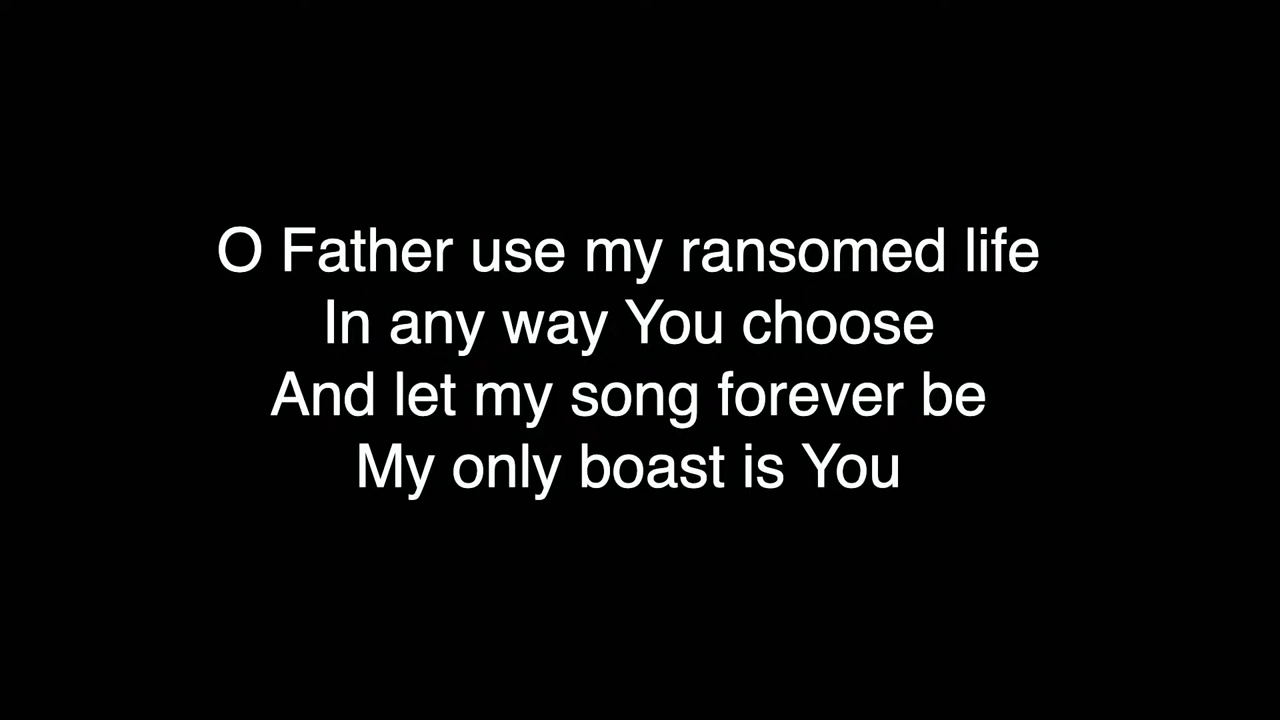 O Father use my ransomed life
In any way You choose
And let my song forever be
My only boast is You